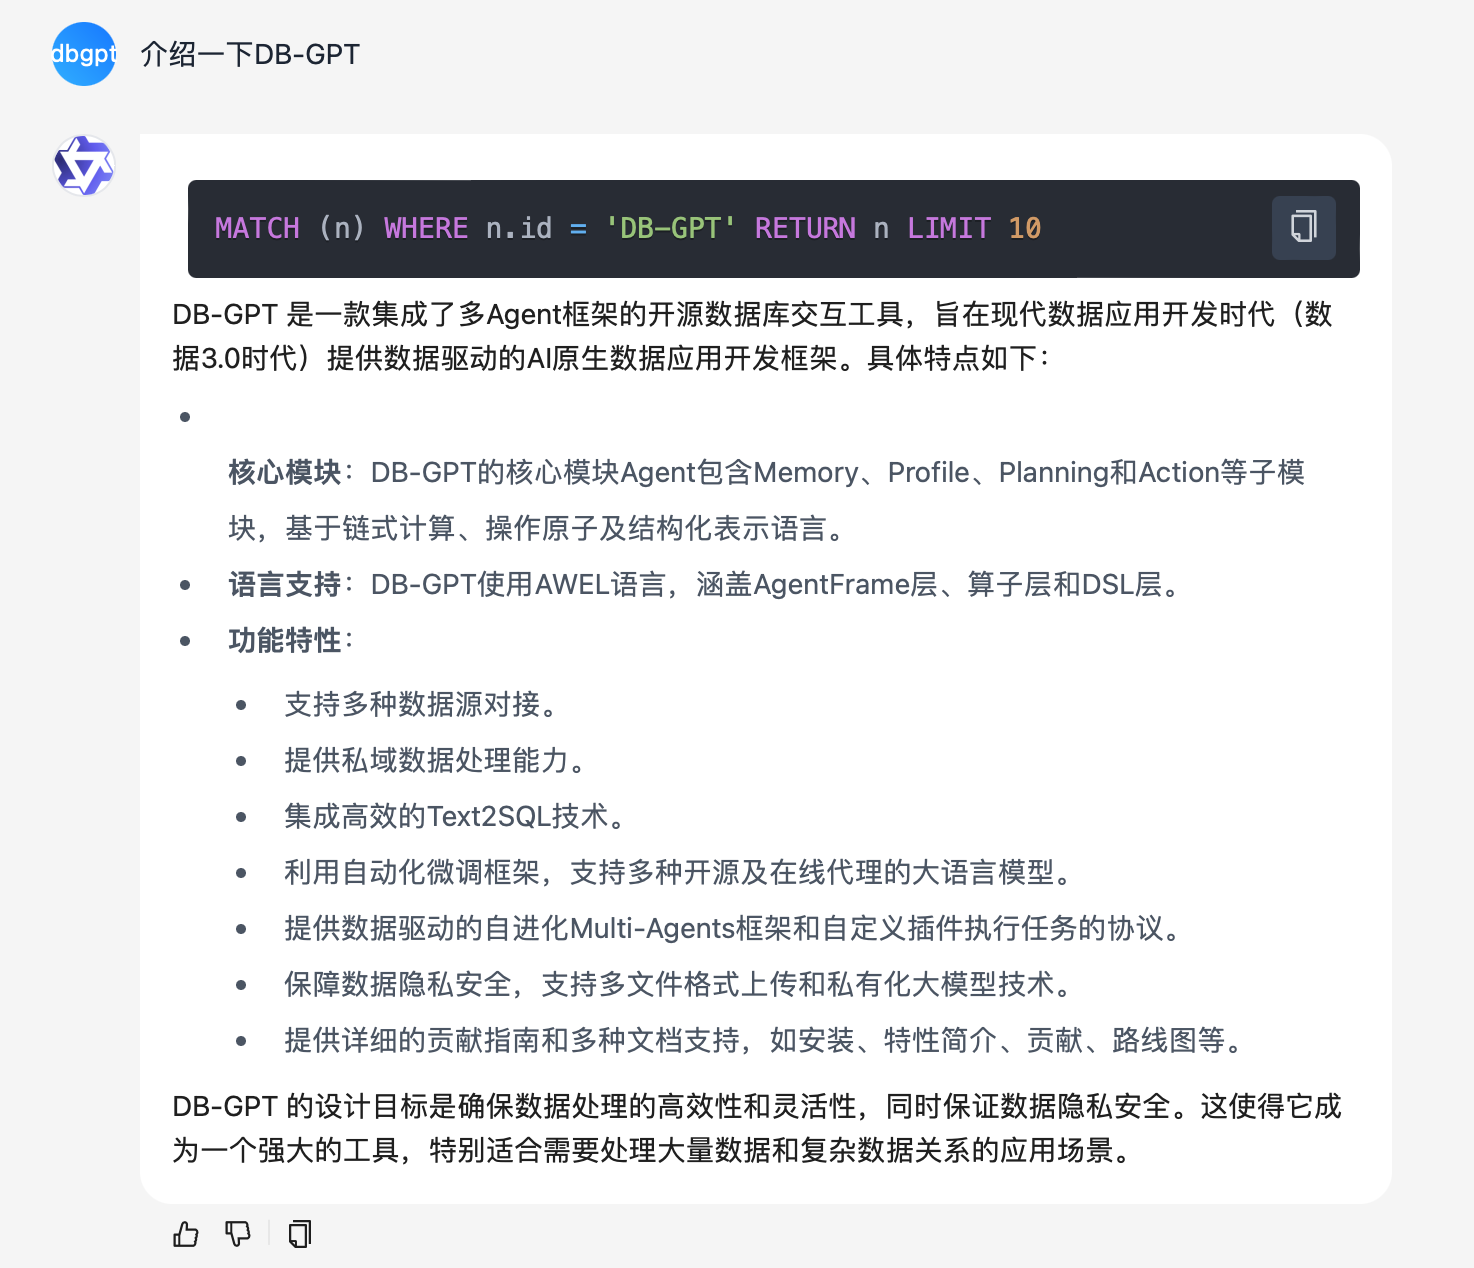 dbgpt
介绍一下DB-GPT
MATCH (n) WHERE n.id = 'DB-GPT' RETURN n LIMIT 10
DB-GPT 是一款集成了多Agent框架的开源数据库交互工具，旨在现代数据应用开发时代（数
据3.0时代）提供数据驱动的AI原生数据应用开发框架。具体特点如下：
核心模块：DB-GPT的核心模块Agent包含Memory、Profile、Planning和Action等子模
块，基于链式计算、操作原子及结构化表示语言。
语言支持：DB-GPT使用AWEL语言，涵盖AgentFrame层、算子层和DSL层。
功能特性：
支持多种数据源对接。
提供私域数据处理能力。
集成高效的Text2SQL技术。
利用自动化微调框架，支持多种开源及在线代理的大语言模型。
提供数据驱动的自进化Multi-Agents框架和自定义插件执行任务的协议。
保障数据隐私安全，支持多文件格式上传和私有化大模型技术。
提供详细的贡献指南和多种文档支持，如安装、特性简介、贡献、路线图等。
DB-GPT 的设计目标是确保数据处理的高效性和灵活性，同时保证数据隐私安全。这使得它成
为一个强大的工具，特别适合需要处理大量数据和复杂数据关系的应用场景。